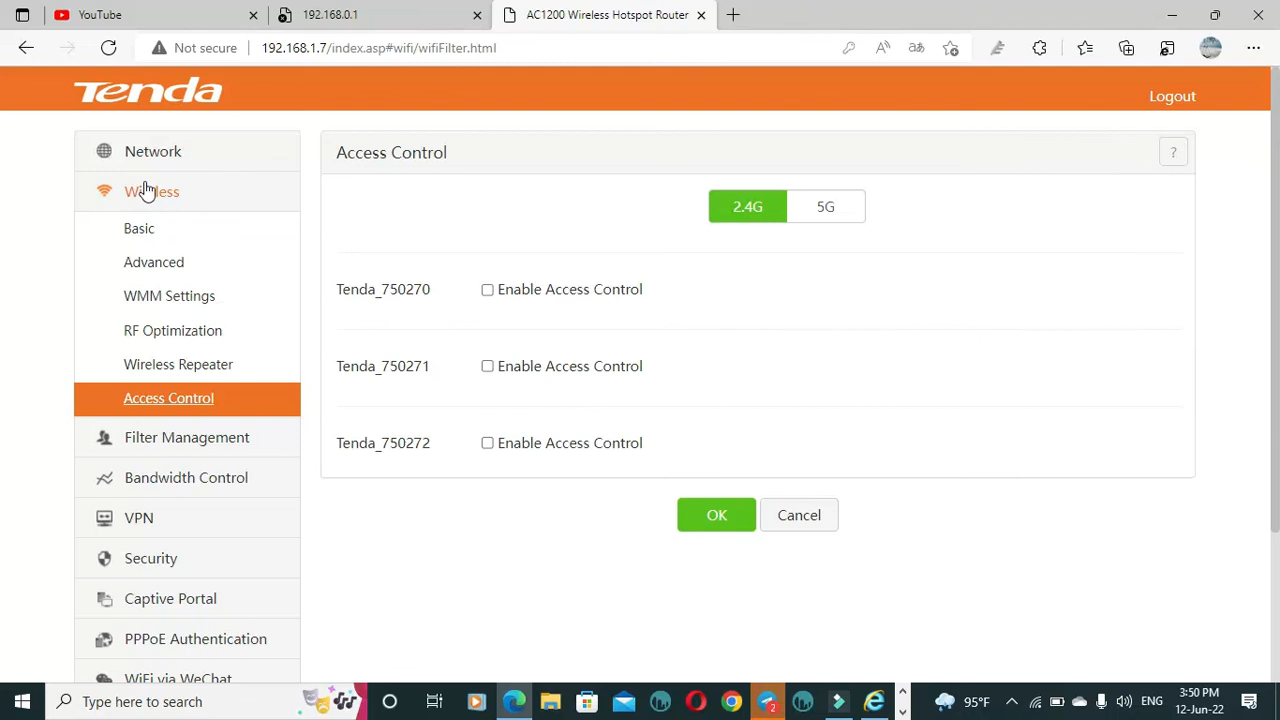 YouTube
192.168.0.1
AC1200 Wireless Hotspot Router
Not secure
192.168.1.7/index.asp#wifi/wifiFilter.html
Tenda
Logout
Network
Wireless
Basic
Advanced
WMM Settings
RF Optimization
Wireless Repeater
Access Control
Filter Management
Bandwidth Control
VPN
Security
Captive Portal
PPPoE Authentication
WiFi via WeChat
Access Control
?
2.4G
5G
Tenda_750270
Enable Access Control
Tenda_750271
Enable Access Control
Tenda_750272
Enable Access Control
OK
Cancel
Type here to search
2
95°F
ENG
3:50 PM
12-Jun-22